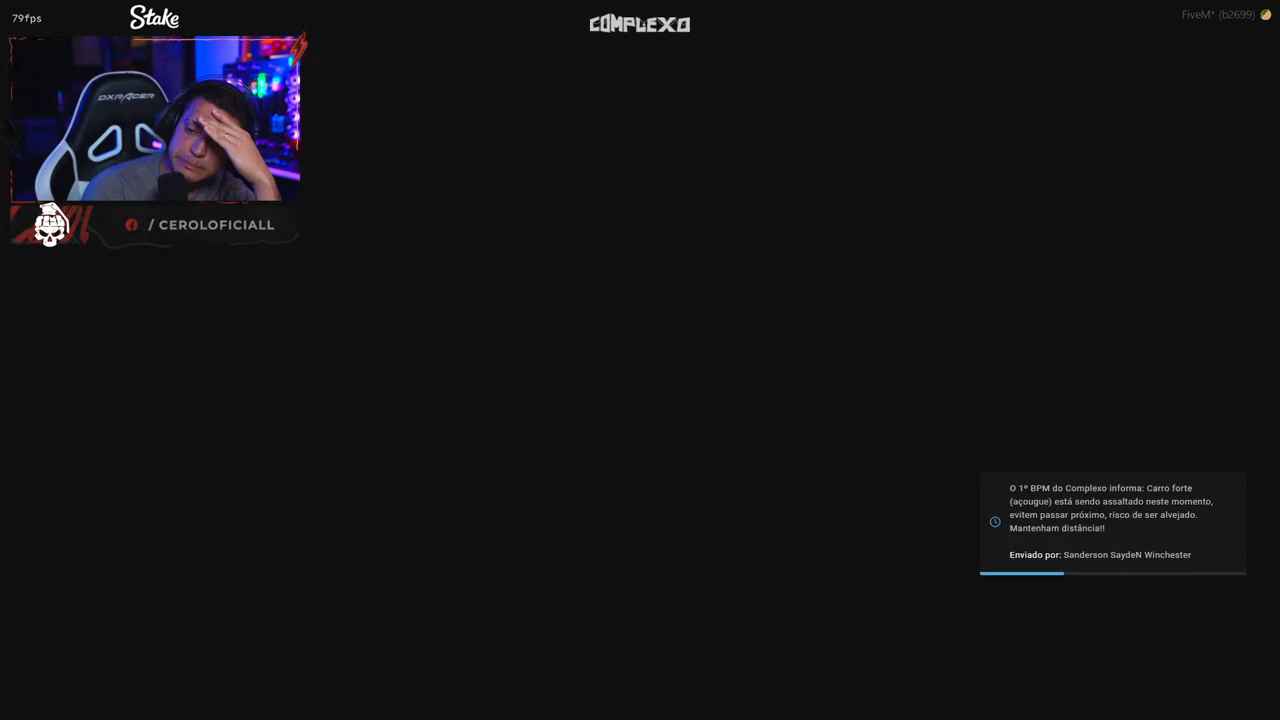 79fps
Stake
COMPLEXO
FiveM* (b2699)
DXRACER
/ CEROLOFICIALL
O 1º BPM do Complexo informa: Carro forte
(açougue) está sendo assaltado neste momento,
evitem passar próximo, risco de ser alvejado.
Mantenham distância!!
Enviado por: Sanderson SaydeN Winchester